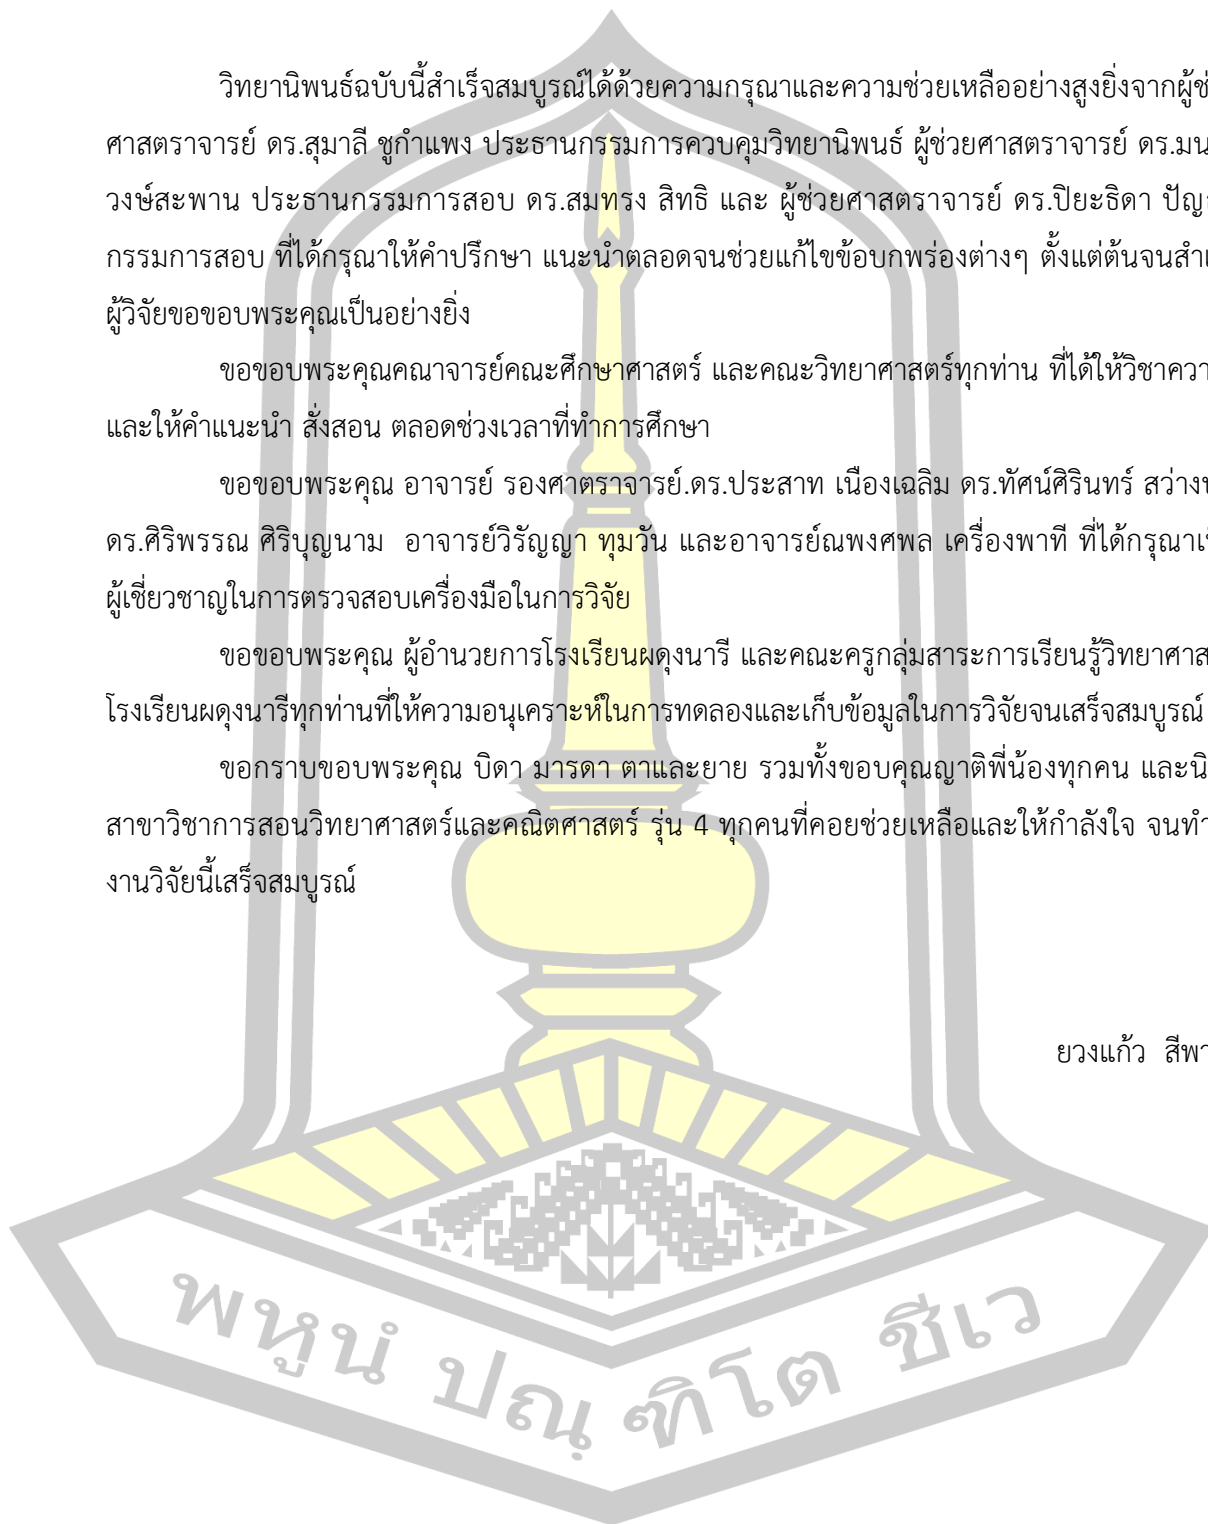 วิทยานิพนธ์ฉบับนี้สำเร็จสมบูรณ์ได้ด้วยความกรุณาและความช่วยเหลืออย่างสูงยิ่งจากผู้ช่
ศาสตราจารย์ ดร.สุมาลี ชูกำแพง ประธานกรรมการควบคุมวิทยานิพนธ์ ผู้ช่วยศาสตราจารย์ ดร.มน
วงษ์สะพาน ประธานกรรมการสอบ ดร.สมทรง สิทธิ และ ผู้ช่วยศาสตราจารย์ ดร.ปิยะธิดา ปัญ
กรรมการสอบ ที่ได้กรุณาให้คำปรึกษา แนะนำตลอดจนช่วยแก้ไขข้อบกพร่องต่างๆ ตั้งแต่ต้นจนสำเ
ผู้วิจัยขอขอบพระคุณเป็นอย่างยิ่ง
ขอขอบพระคุณคณาจารย์คณะศึกษาศาสตร์ และคณะวิทยาศาสตร์ทุกท่าน ที่ได้ให้วิชาควา
และให้คำแนะนำ สั่งสอน ตลอดช่วงเวลาที่ทำการศึกษา
ขอขอบพระคุณ อาจารย์ รองศาตราจารย์.ดร.ประสาท เนืองเฉลิม ดร.ทัศน์ศิรินทร์ สว่างบ
ดร.ศิริพรรณ ศิริบุญนาม อาจารย์วิรัญญา ทุมวัน และอาจารย์ณพงศพล เครื่องพาที ที่ได้กรุณาเ
ผู้เชี่ยวชาญในการตรวจสอบเครื่องมือในการวิจัย
ขอขอบพระคุณ ผู้อำนวยการโรงเรียนผดุงนารี และคณะครูกลุ่มสาระการเรียนรู้วิทยาศาส
โรงเรียนผดุงนารีทุกท่านที่ให้ความอนุเคราะห์ในการทดลองและเก็บข้อมูลในการวิจัยจนเสร็จสมบูรณ์
ขอกราบขอบพระคุณ บิดา มารดา ตาและยาย รวมทั้งขอบคุณญาติพี่น้องทุกคน และนิ
สาขาวิชาการสอนวิทยาศาสตร์และคณิตศาสตร์ รุ่น 4 ทุกคนที่คอยช่วยเหลือและให้กำลังใจ จนทำ
งานวิจัยนี้เสร็จสมบูรณ์
ยวงแก้ว สีพา
พหูนํ ปณฺฑิโต ชีเว